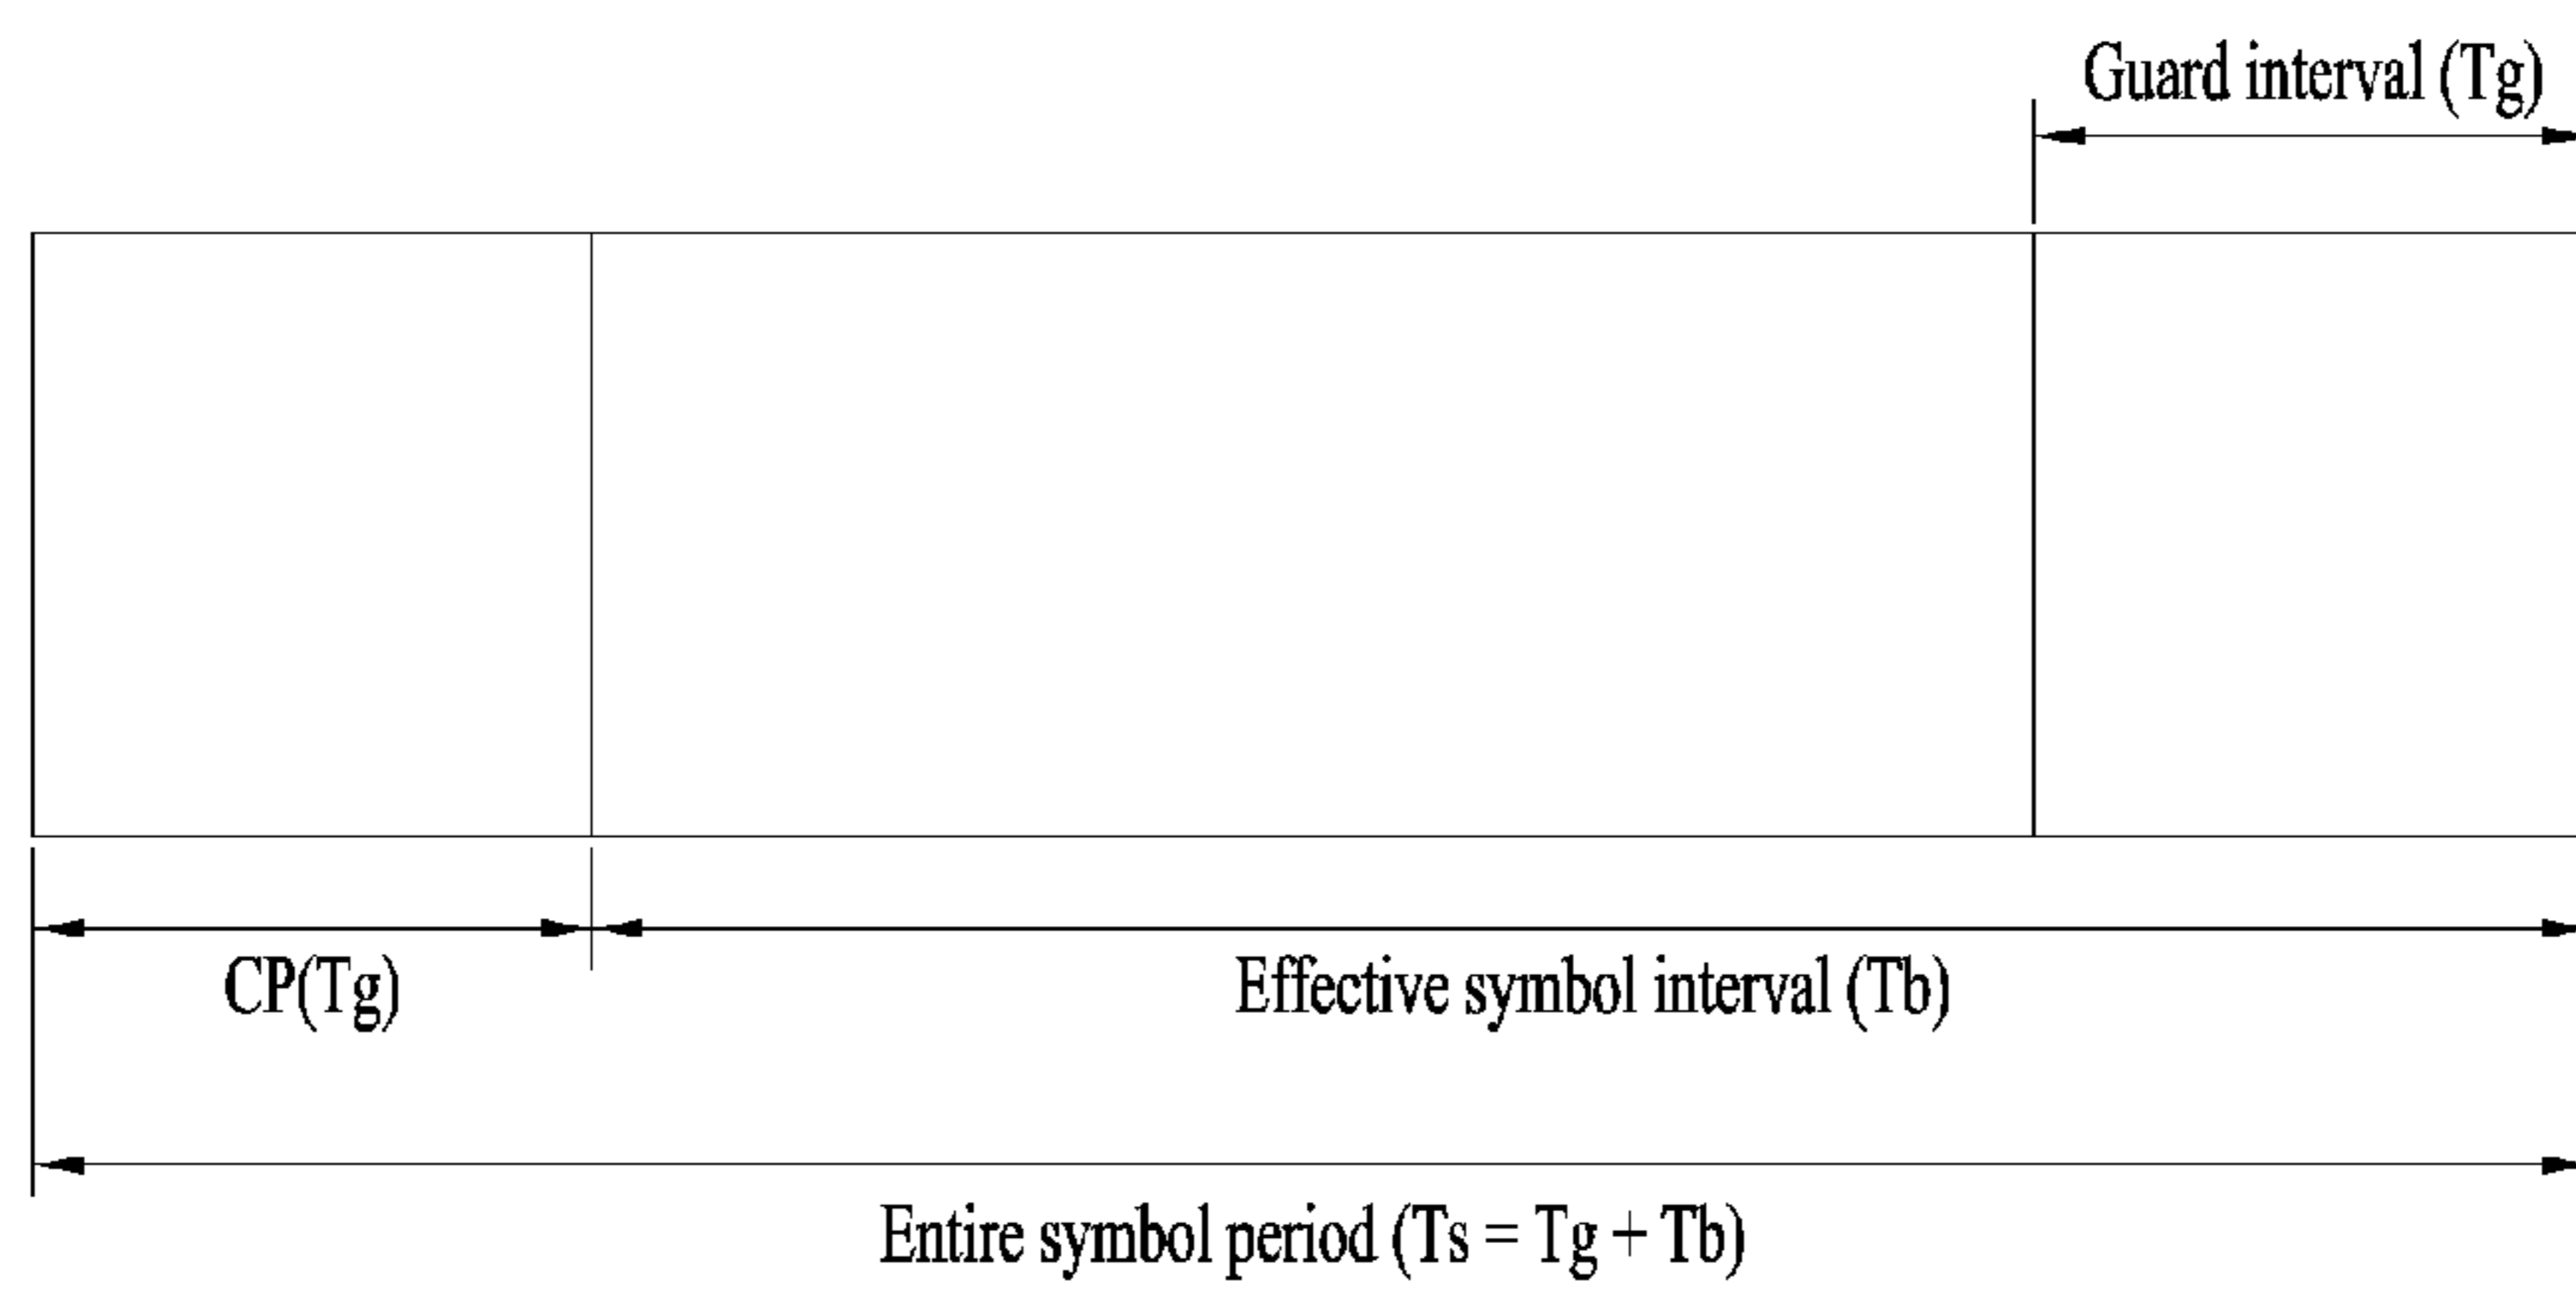 Guard interval (Tg)
CP(Tg)
Effective symbol interval (Tb)
Entire symbol period (Ts = Tg + Tb)